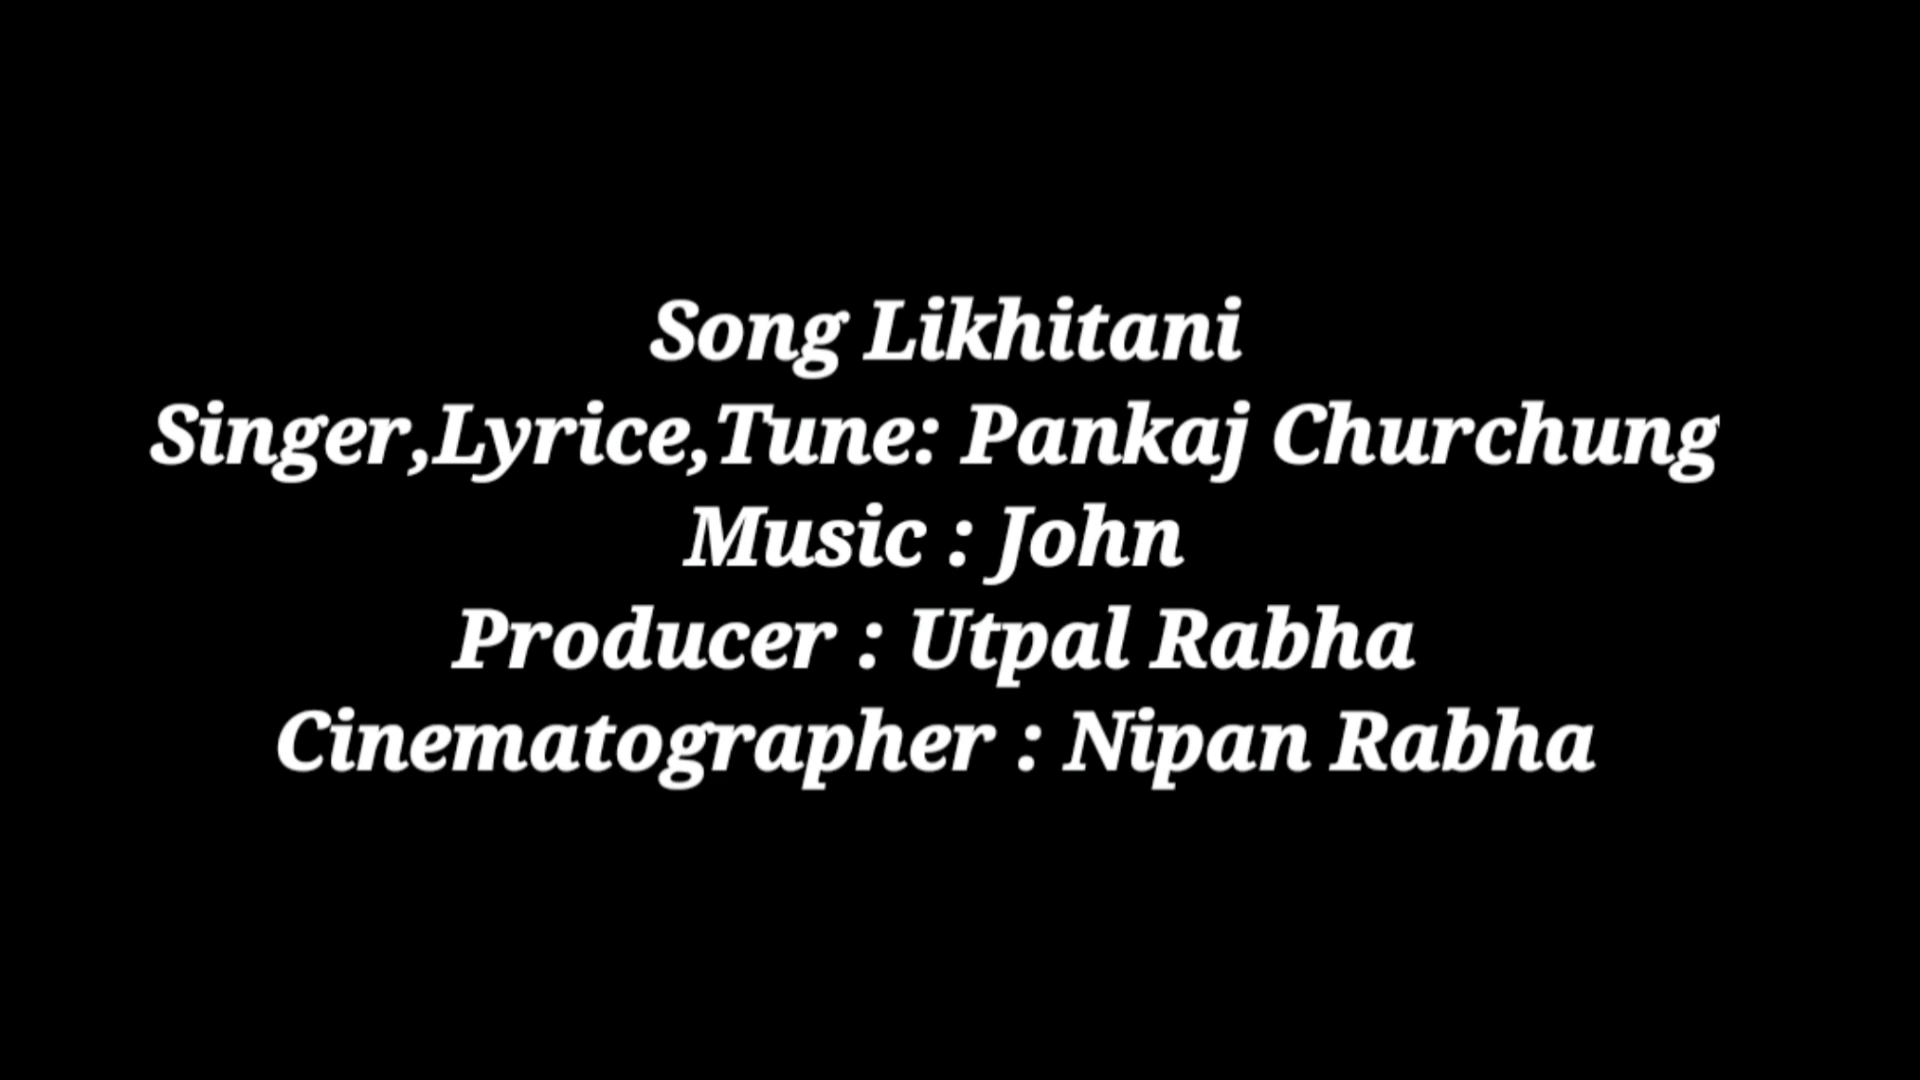 Song Likhitani
Singer,Lyrice,Tune: Pankaj Churchung
Music : John
Producer : Utpal Rabha
Cinematographer : Nipan Rabha